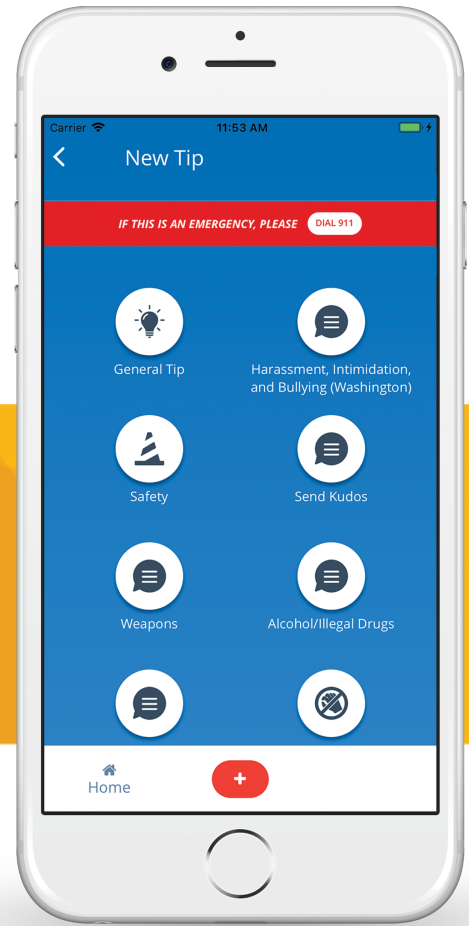 Carrier 11:53 AM
New Tip
IF THIS IS AN EMERGENCY, PLEASE DIAL 911
General Tip
Harassment, Intimidation,
and Bullying (Washington)
Safety
Send Kudos
Weapons
Alcohol/Illegal Drugs
Home